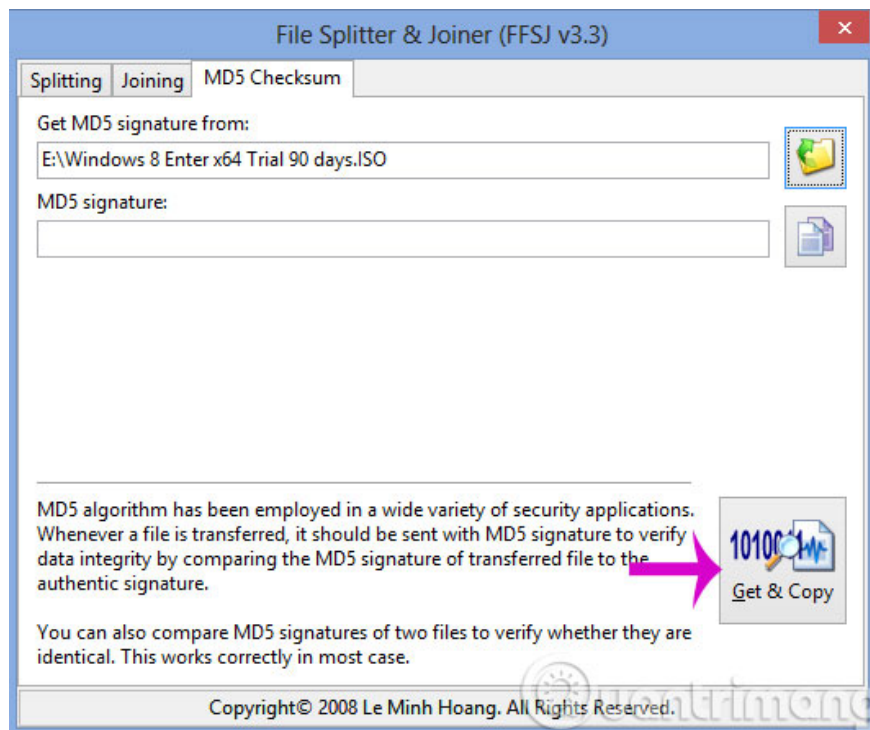 File Splitter & Joiner (FFSJ v3.3)
Splitting Joining MD5 Checksum
Get MD5 signature from:
E:\Windows 8 Enter x64 Trial 90 days.ISO
MD5 signature:
MD5 algorithm has been employed in a wide variety of security applications.
Whenever a file is transferred, it should be sent with MD5 signature to verify
data integrity by comparing the MD5 signature of transferred file to the
authentic signature.
Get & Copy
You can also compare MD5 signatures of two files to verify whether they are
identical. This works correctly in most case.
Copyright© 2008 Le Minh Hoang. All Rights Reserved.
Quantrimang